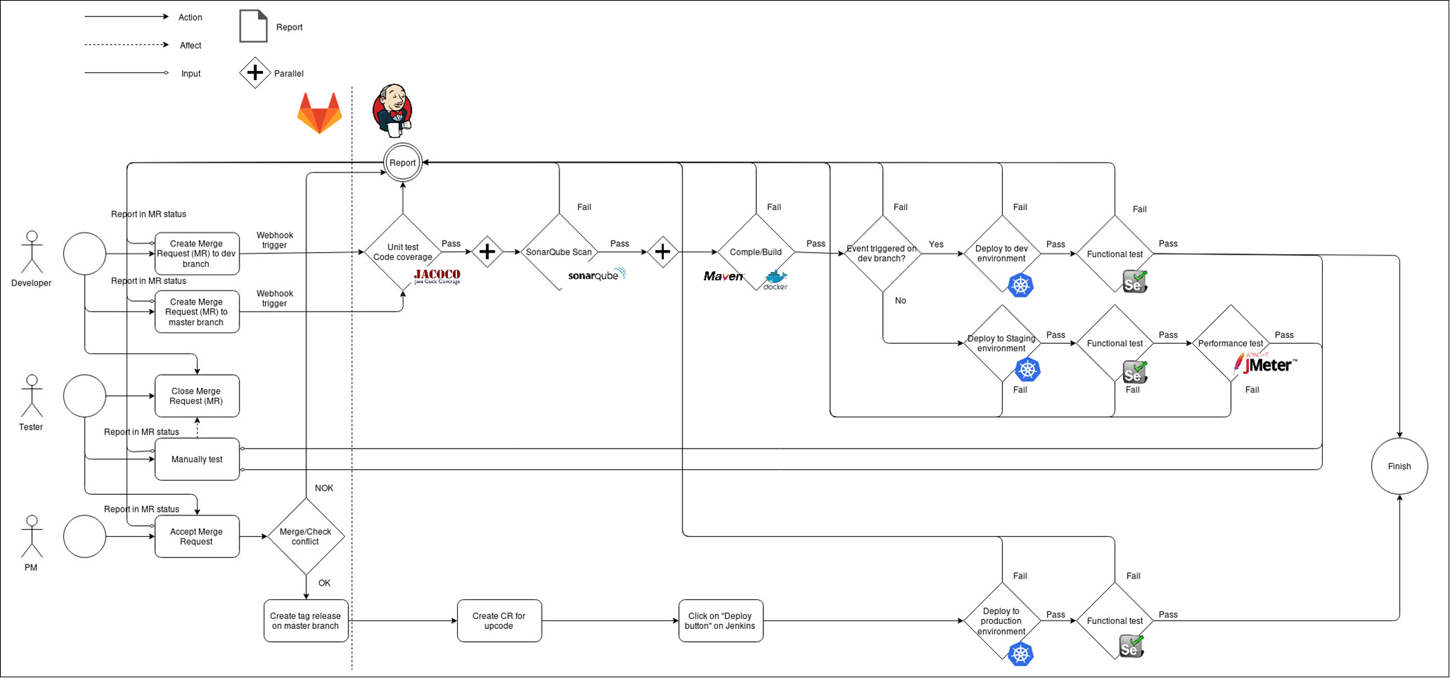 Action
Report
Affect
Input
Parallel
Report
Report in MR status
Fail
Fail
Fail
Fail
Fail
Developer
Create Merge
Request (MR) to dev
branch
Webhook
trigger
Unit test
Code coverage
JACOCO
Java Code Coverage
Pass
SonarQube Scan
sonarqube
Pass
Comple/Build
Maven
docker
Pass
Event triggered on
dev branch?
Yes
Deploy to dev
environment
Pass
Functional test
Se
Pass
Report in MR status
Create Merge
Request (MR) to
master branch
Webhook
trigger
No
Deploy to Staging
environment
Pass
Functional test
Se
Pass
Performance test
APACHE
JMeter™
Pass
Fail
Fail
Fail
Tester
Close Merge
Request (MR)
Report in MR status
Manually test
Finish
NOK
Report in MR status
PM
Accept Merge
Request
Merge/Check
conflict
OK
Fail
Fail
Create tag release
on master branch
Create CR for
upcode
Click on "Deploy
button" on Jenkins
Deploy to
production
environment
Pass
Functional test
Se
Pass